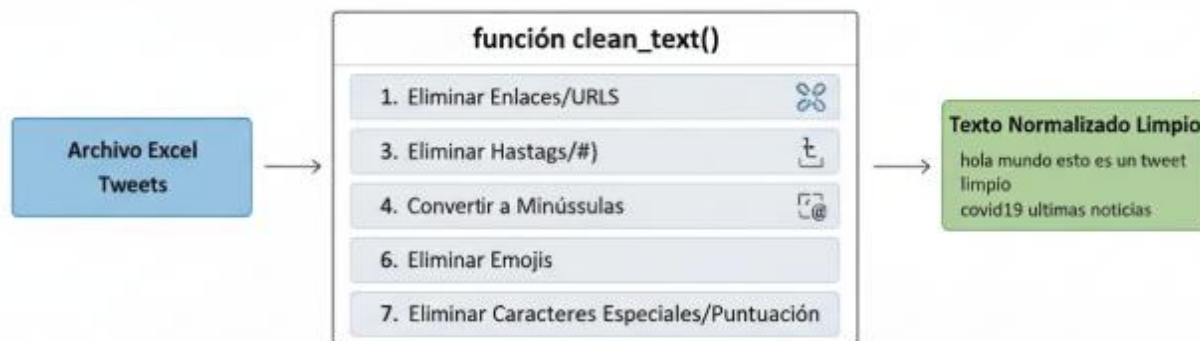 función clean_text()
Archivo Excel
Tweets
1. Eliminar Enlaces/URLS
3. Eliminar Hastags/#)
4. Convertir a Minússulas
6. Eliminar Emojis
7. Eliminar Caracteres Especiales/Puntuación
Texto Normalizado Limpio
hola mundo esto es un tweet
limpio
covid19 ultimas noticias